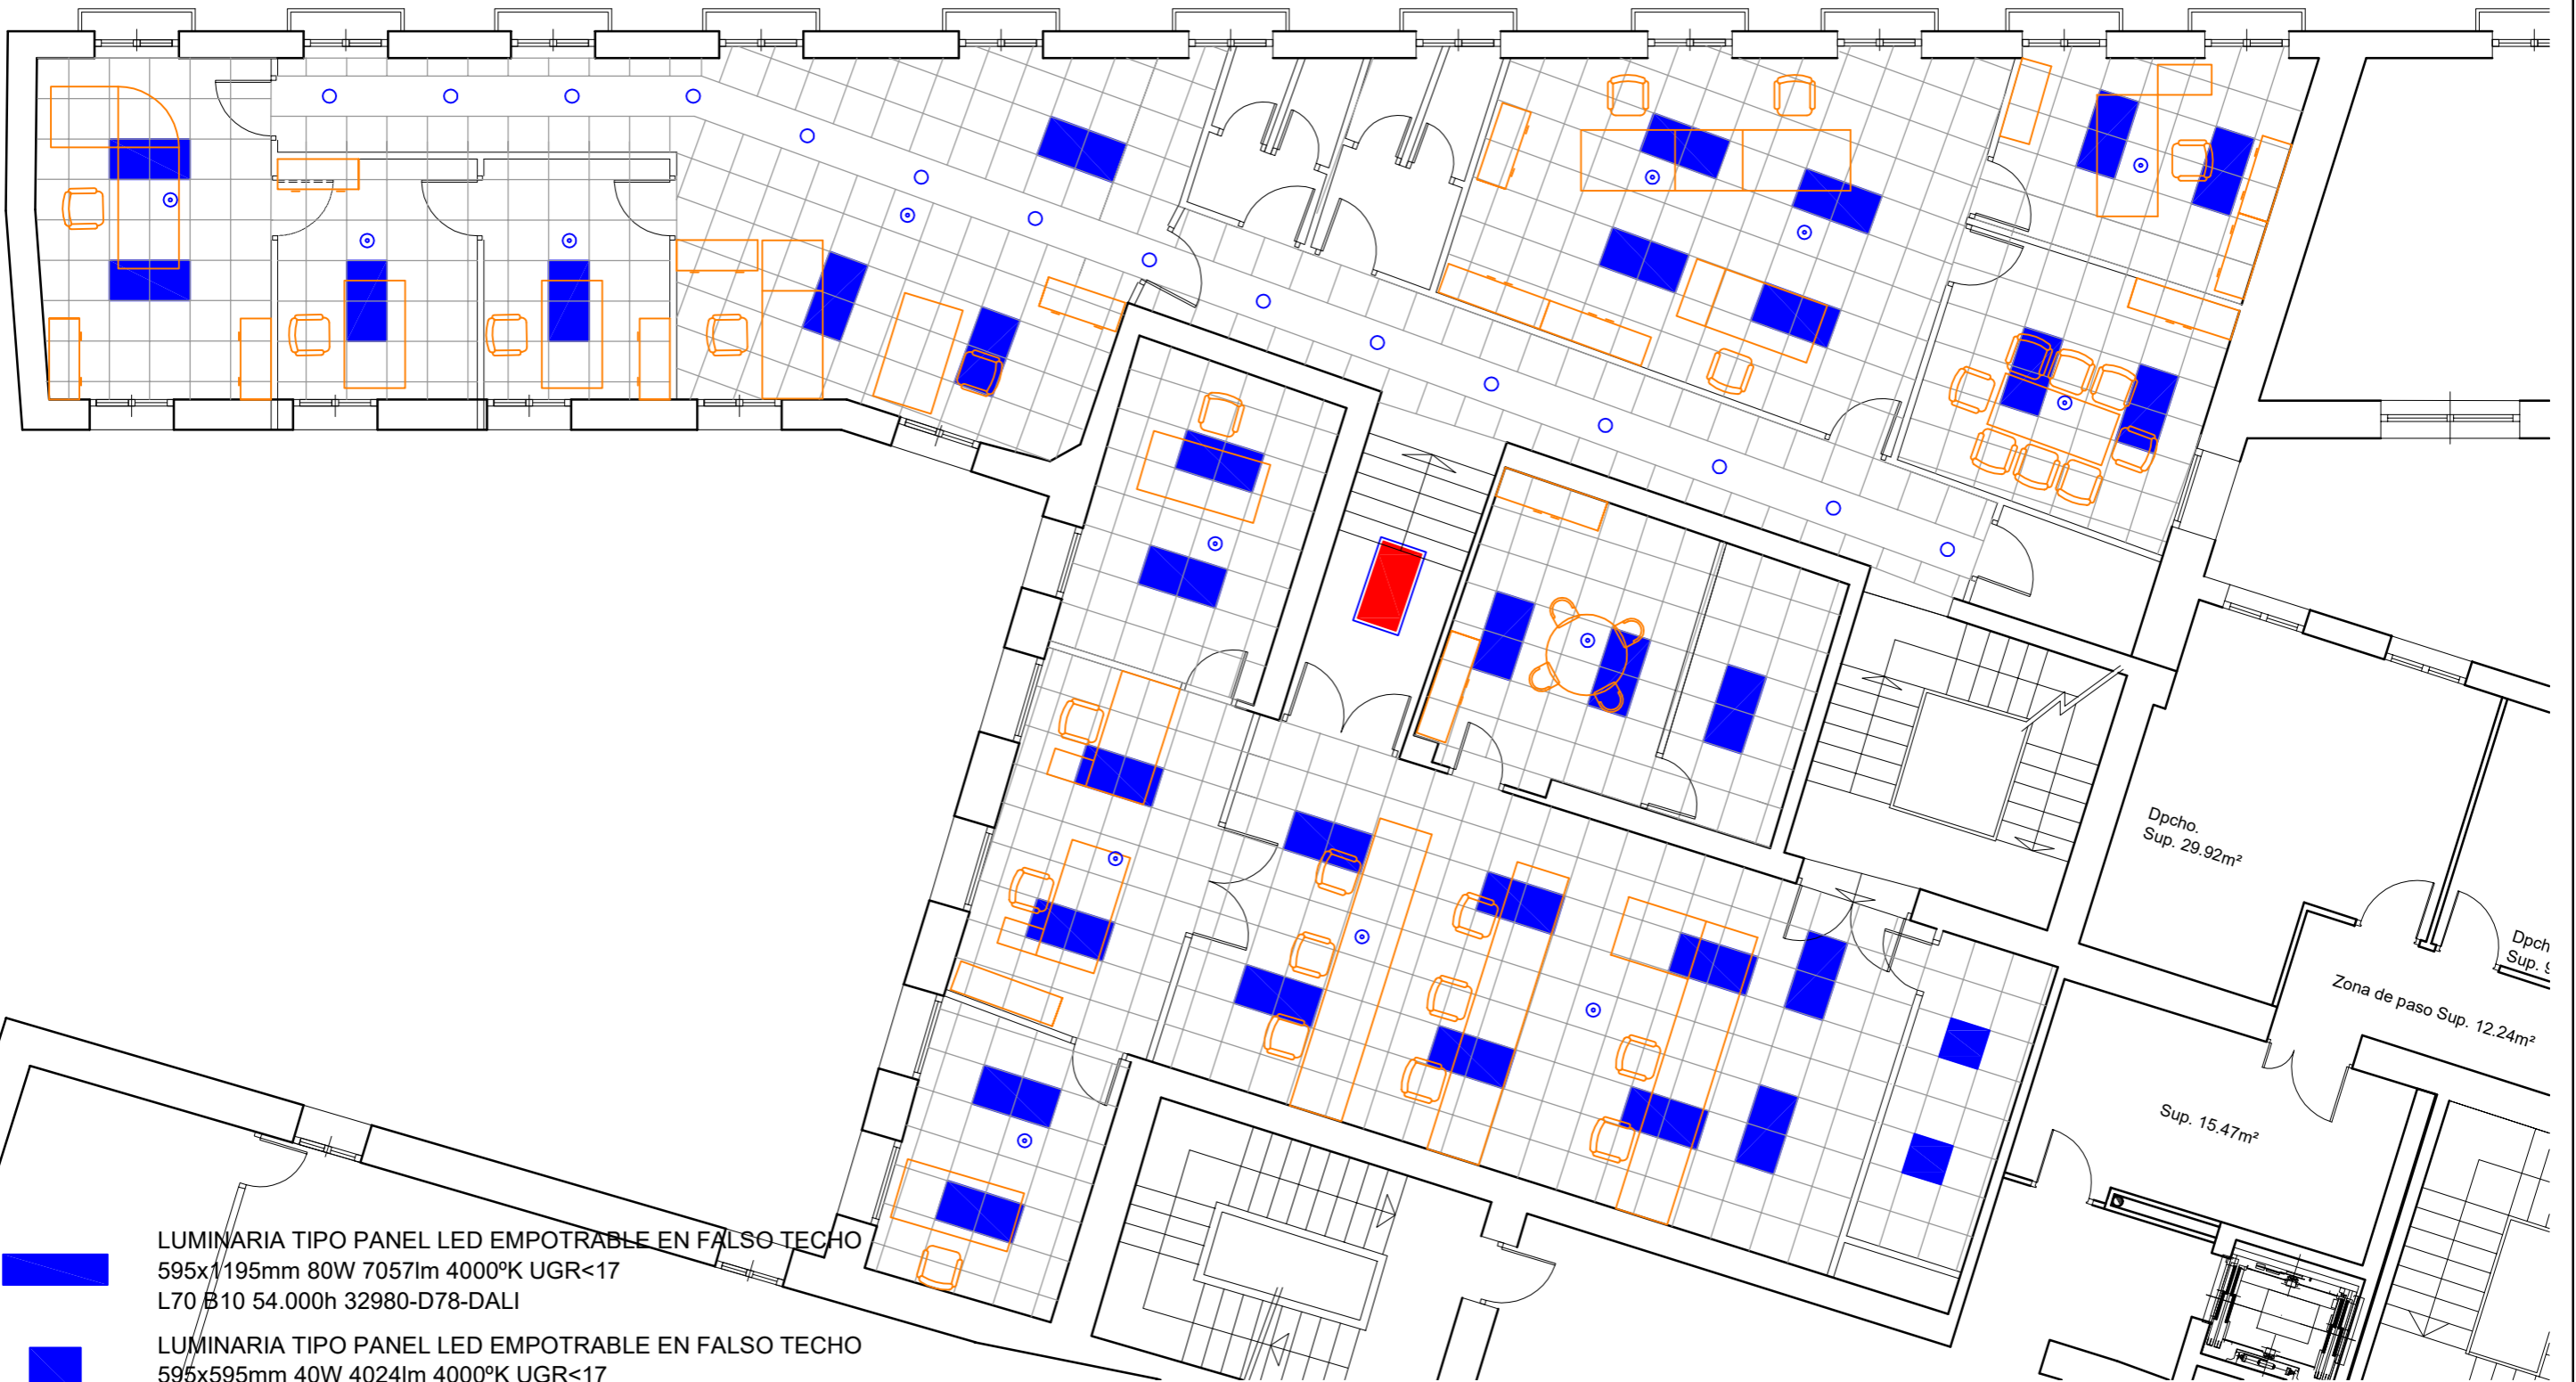 Dpcho.
Sup. 29.92m²
Dpch
Sup. 9
Zona de paso Sup. 12.24m²
Sup. 15.47m²
LUMINARIA TIPO PANEL LED EMPOTRABLE EN FALSO TECHO
595x1195mm 80W 7057lm 4000ºK UGR<17
L70 B10 54.000h 32980-D78-DALI
LUMINARIA TIPO PANEL LED EMPOTRABLE EN FALSO TECHO
595x595mm 40W 4024lm 4000ºK UGR<17